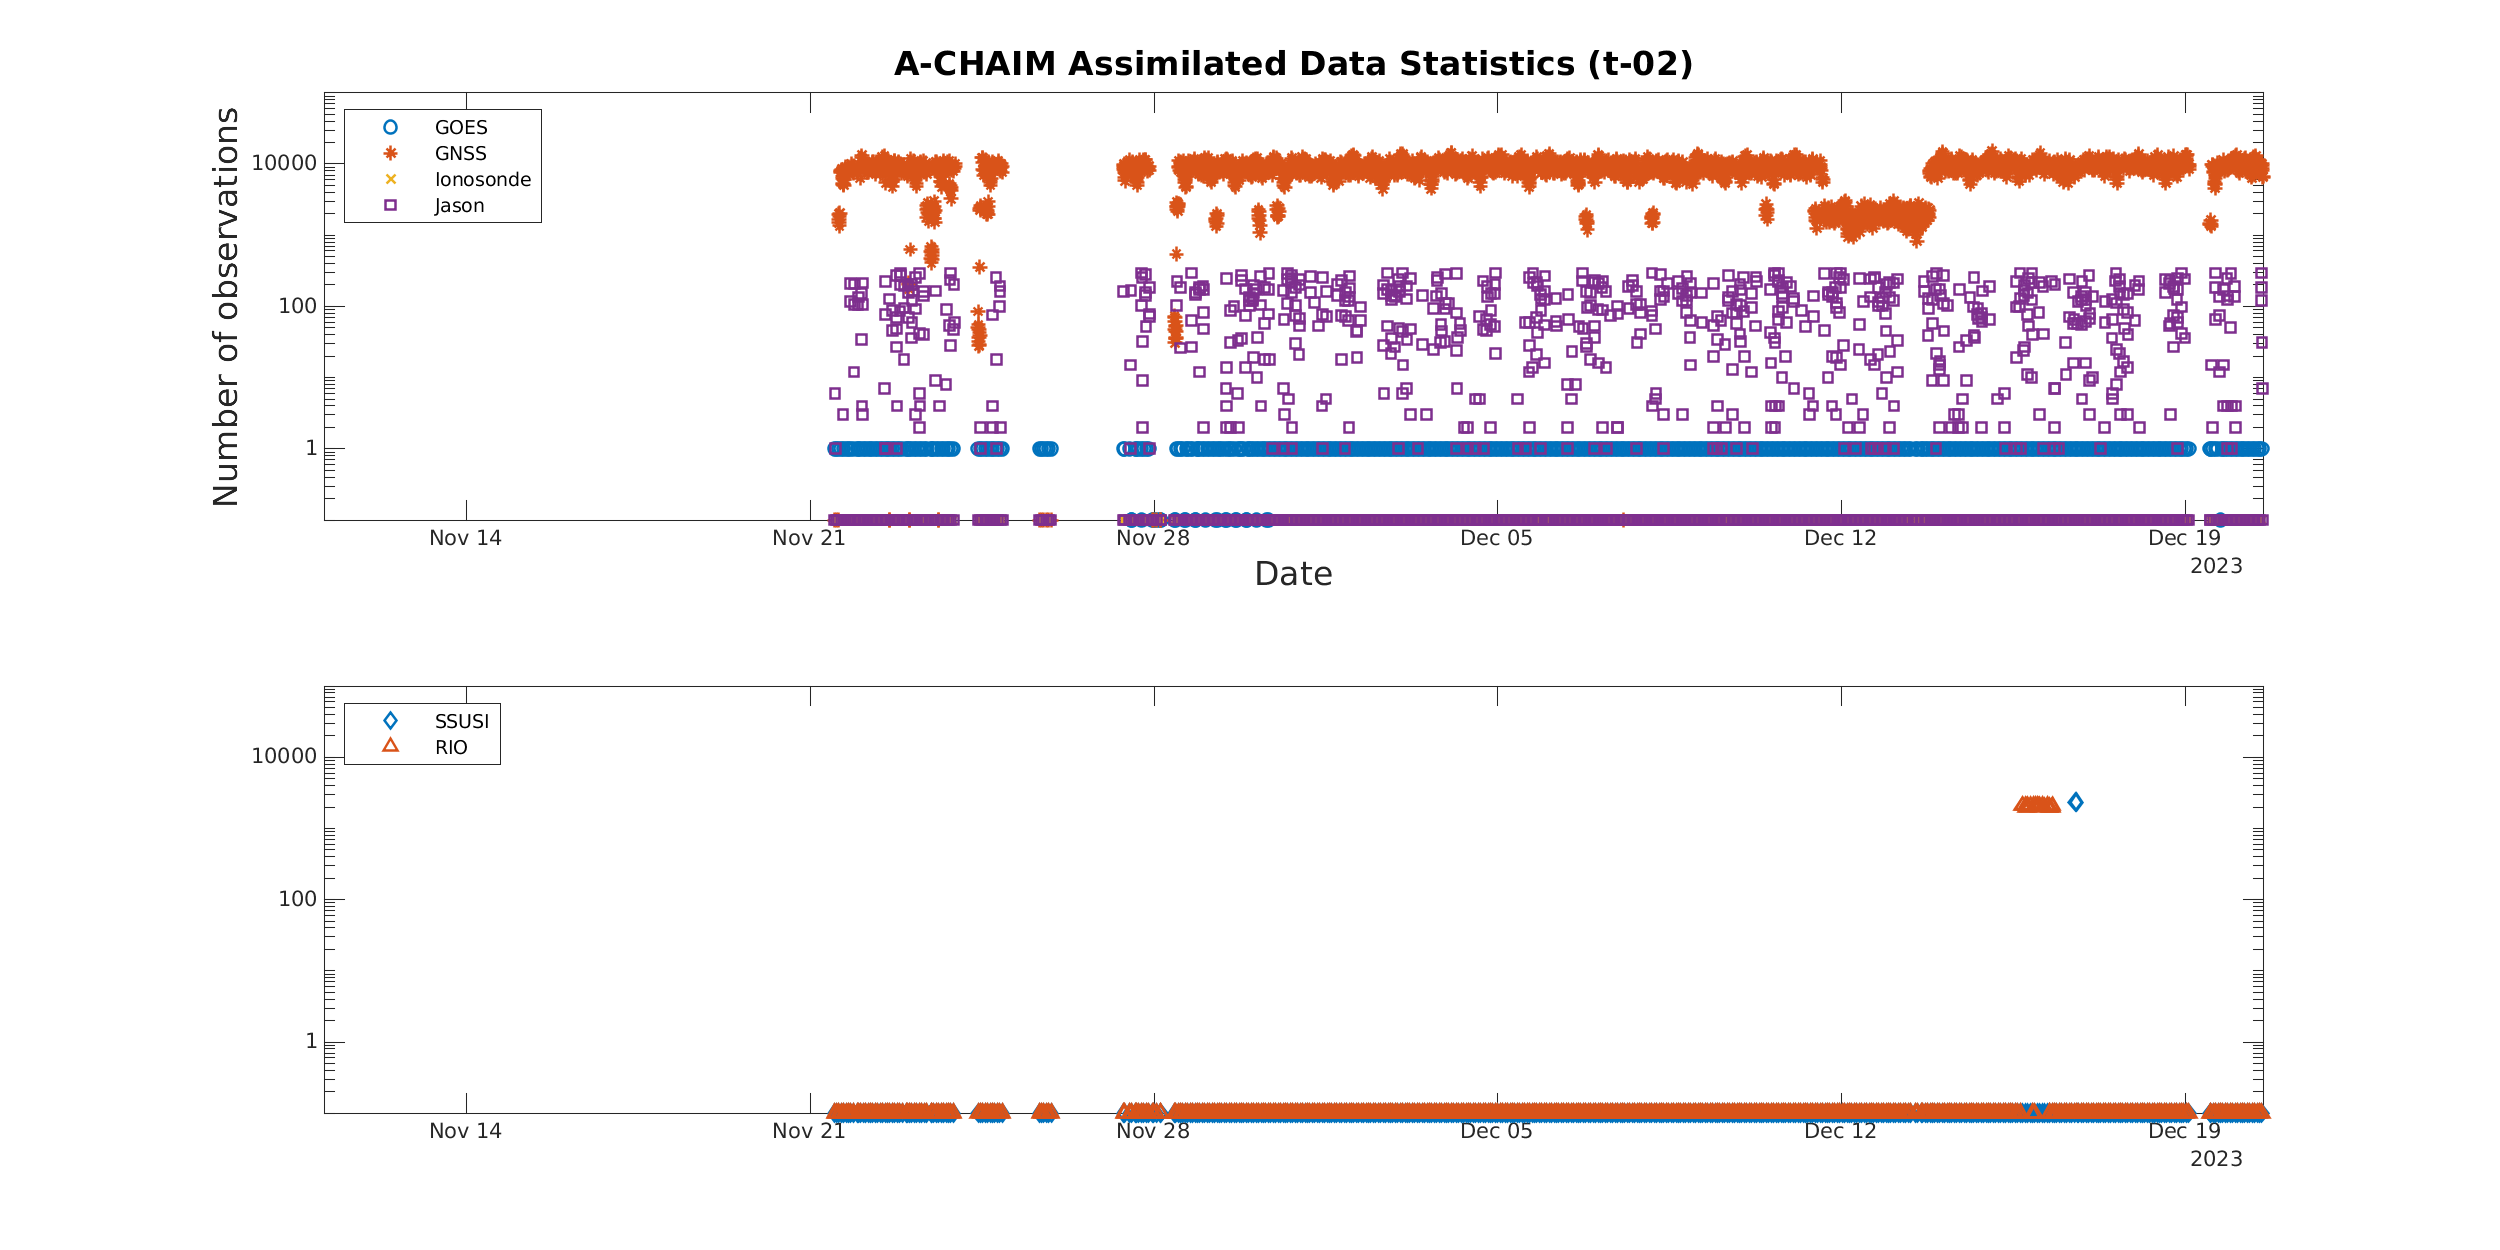 A-CHAIM Assimilated Data Statistics (t-02)
Number of observations
10000
100
1
GOES
GNSS
Ionosonde
Jason
Nov 14
Nov 21
Nov 28
Dec 05
Dec 12
Dec 19
2023
Date
10000
100
1
SSUSI
RIO
Nov 14
Nov 21
Nov 28
Dec 05
Dec 12
Dec 19
2023